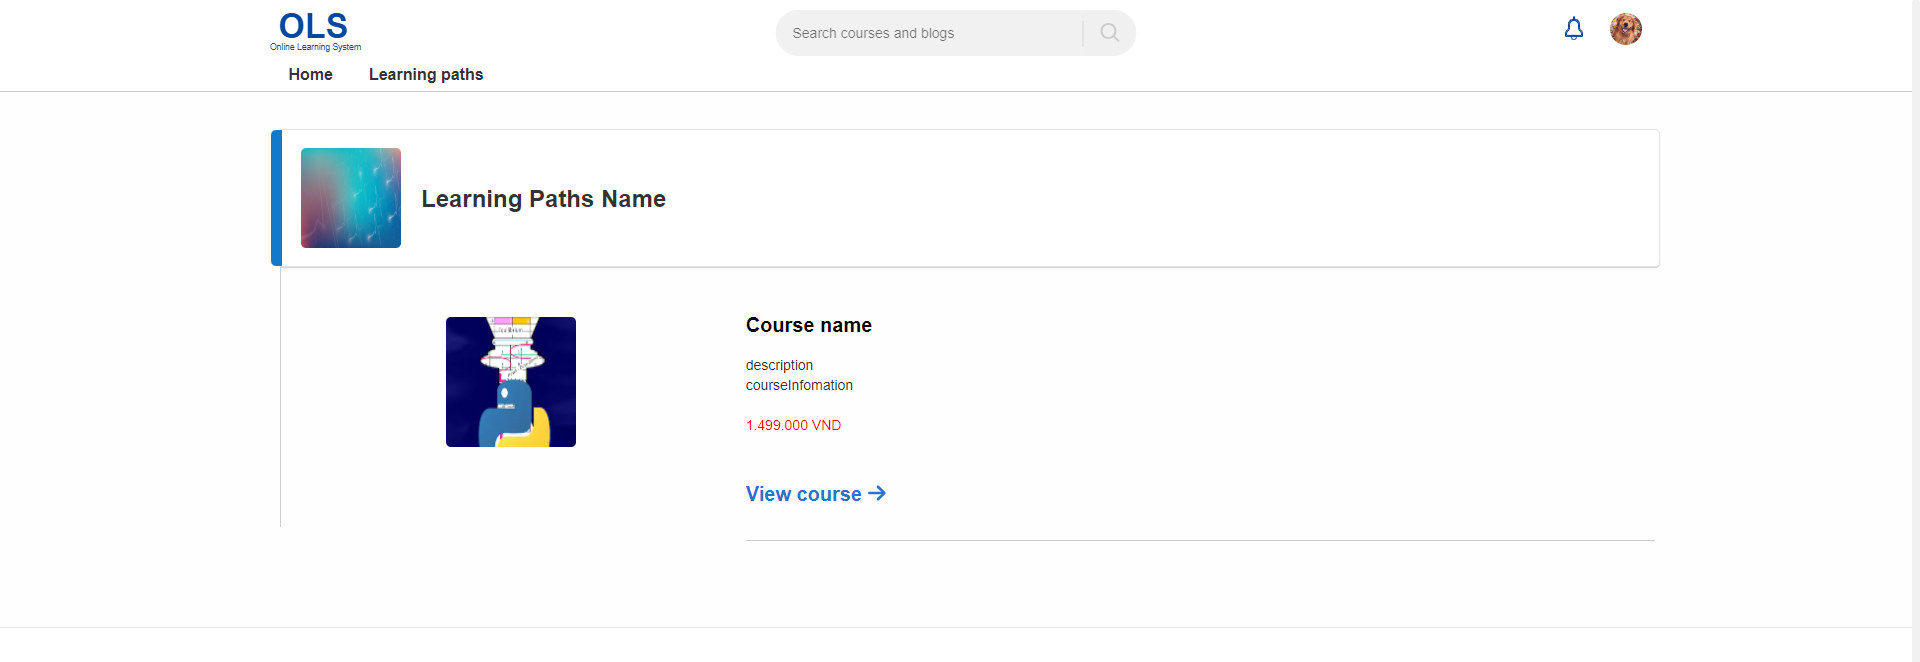 OLS
Online Learning System
Search courses and blogs
Home
Learning paths
Learning Paths Name
Course name
description
courseInfomation
1.499.000 VND
View course